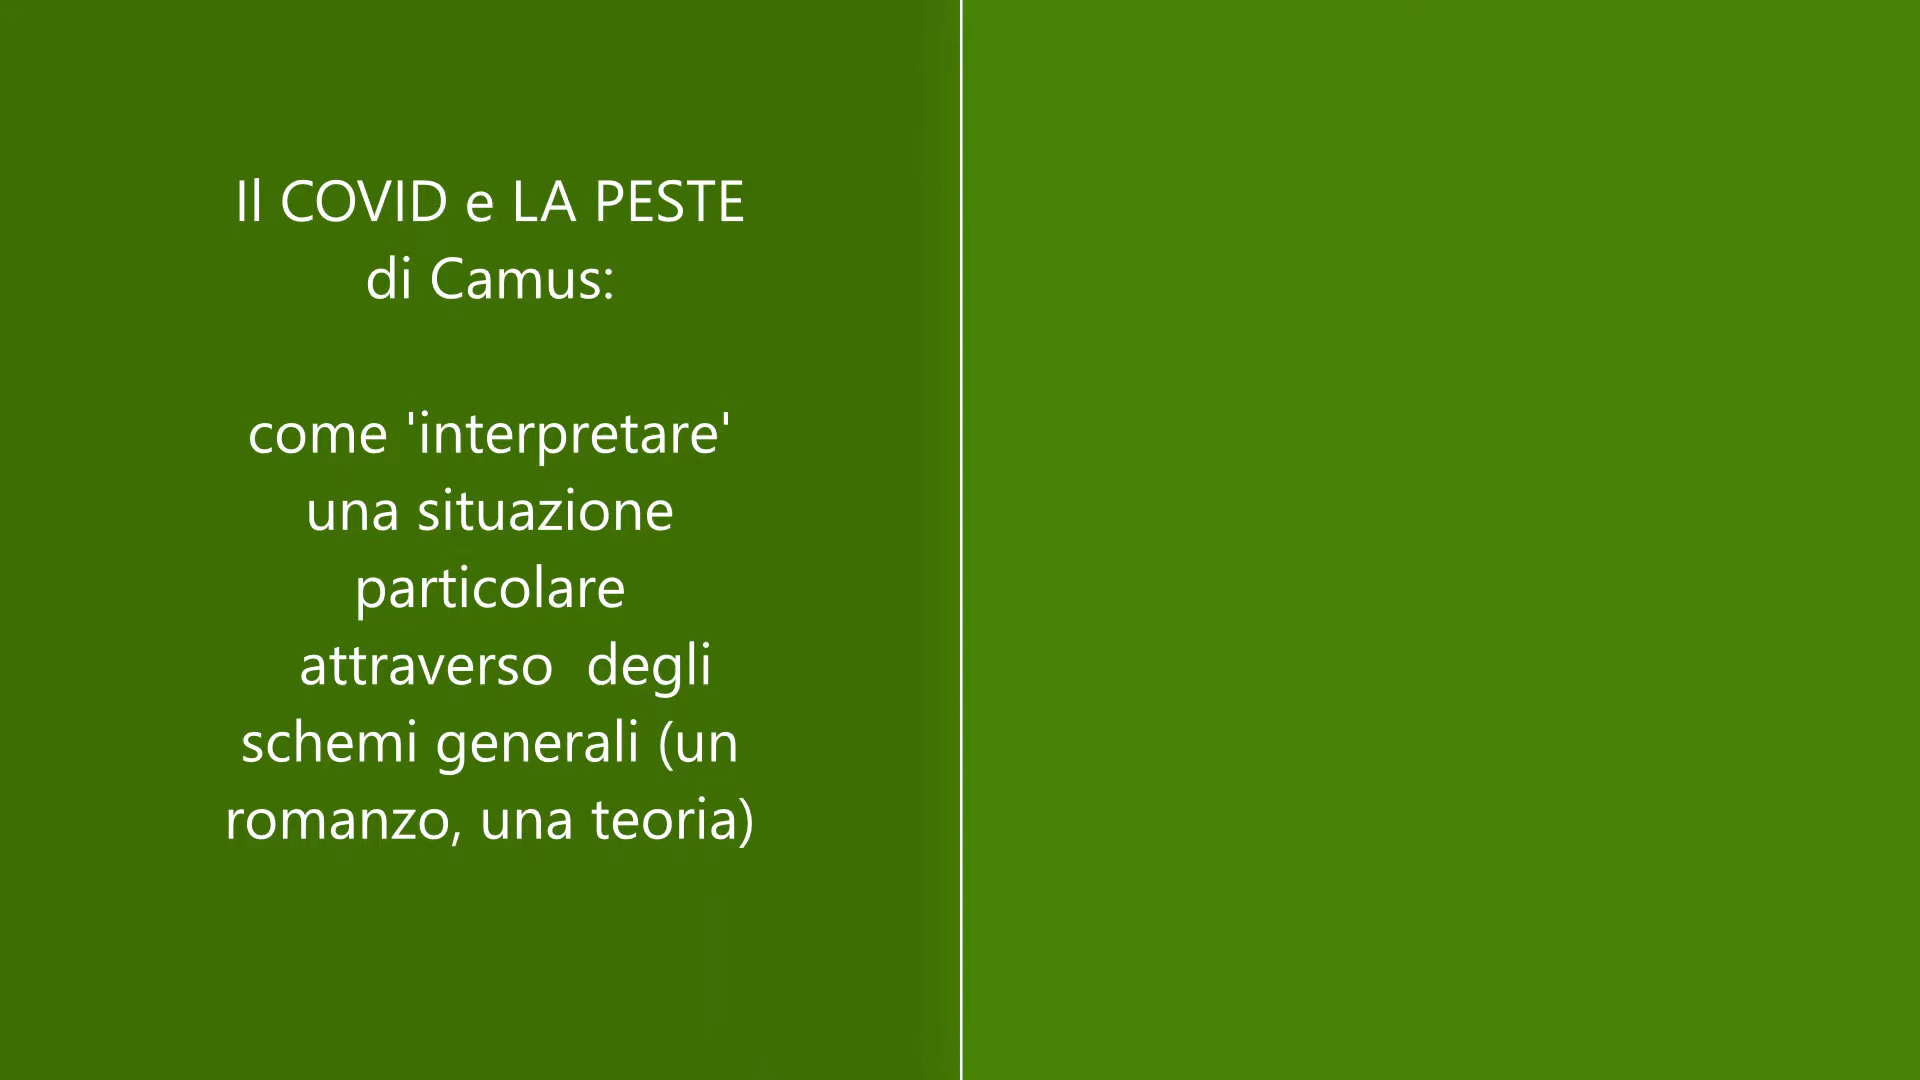 Il COVID e LA PESTE
di Camus:
come 'interpretare'
una situazione
particolare
attraverso  degli
schemi generali (un
romanzo, una teoria)